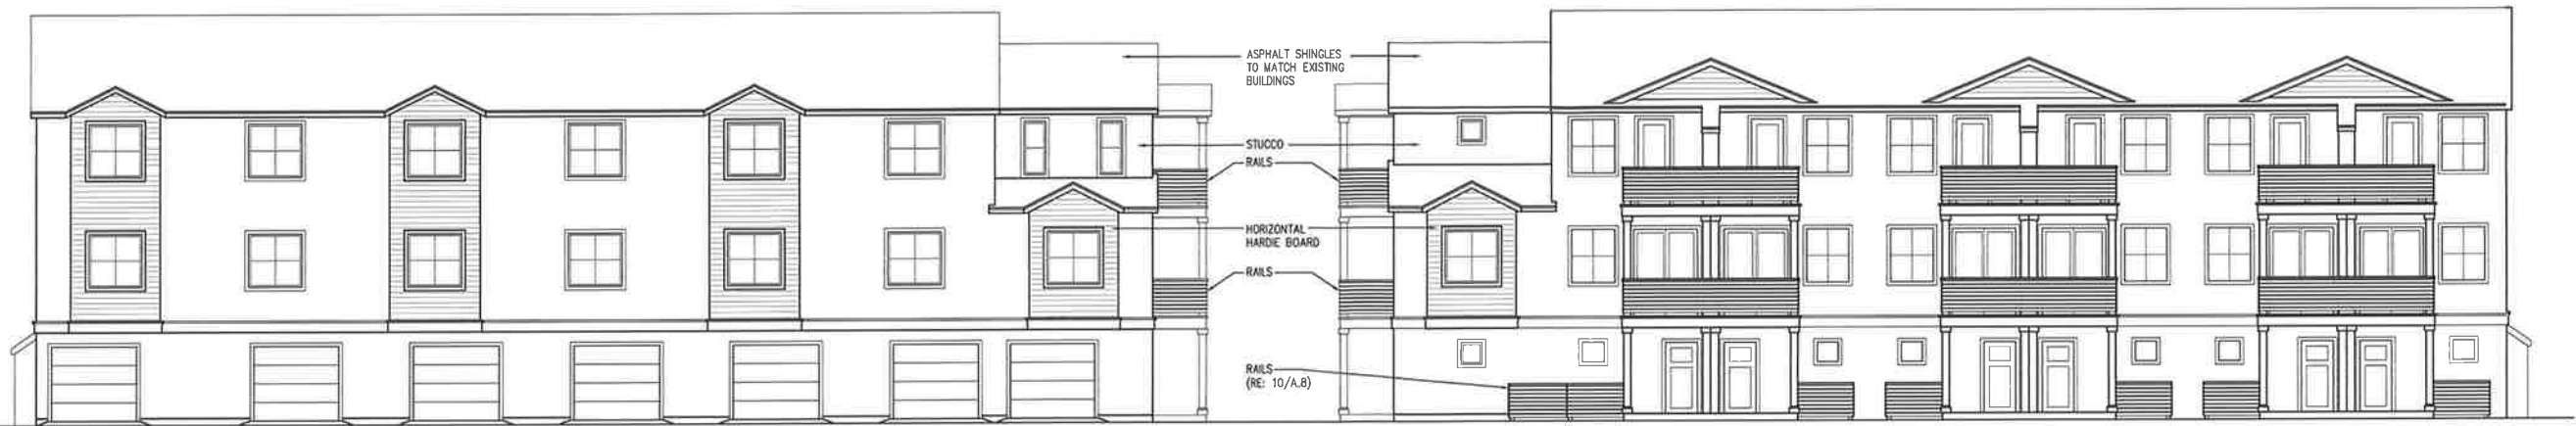 ASPHALT SHINGLES
TO MATCH EXISTING
BUILDINGS
STUCCO
RAILS
HORIZONTAL
HARDIE BOARD
RAILS
RAILS
(RE: 10/A.8)